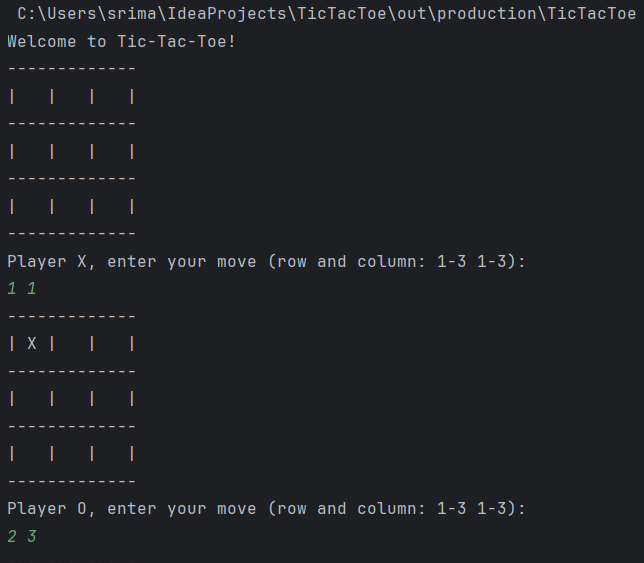 C:\Users\srima\IdeaProjects\TicTacToe\out\production\TicTacToe
Welcome to Tic-Tac-Toe!
-------------
|   |   |   |
-------------
|   |   |   |
-------------
|   |   |   |
-------------
Player X, enter your move (row and column: 1-3 1-3):
1 1
-------------
| X |   |   |
-------------
|   |   |   |
-------------
|   |   |   |
-------------
Player O, enter your move (row and column: 1-3 1-3):
2 3